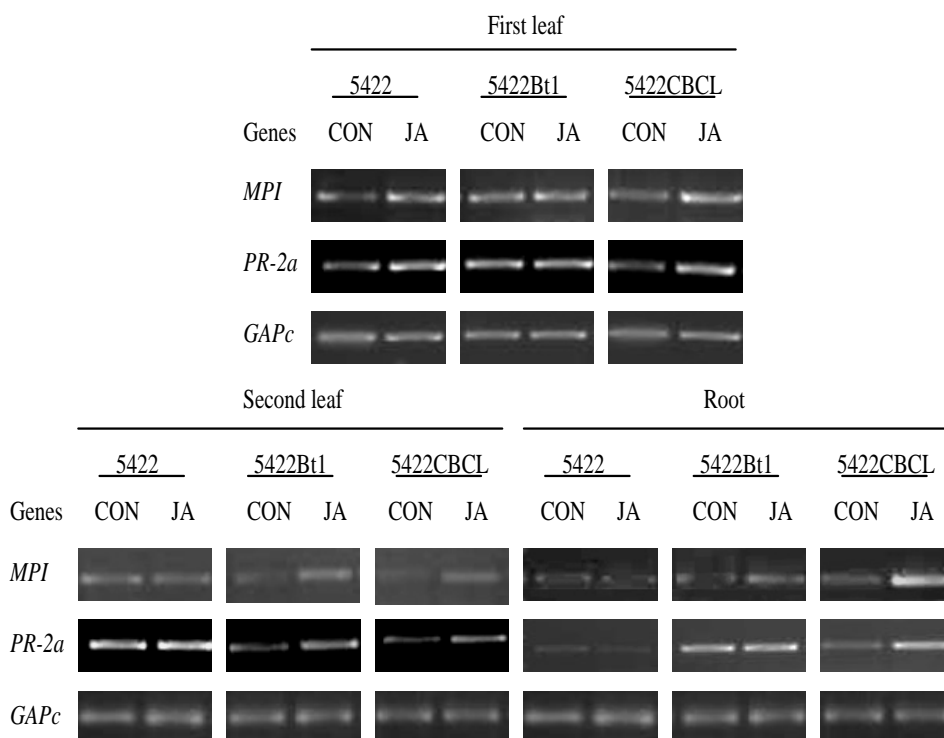 First leaf
5422 5422Bt1 5422CBCL
Genes CON JA CON JA CON JA
MPI
PR-2a
GAPc
Second leaf Root
5422 5422Bt1 5422CBCL 5422 5422Bt1 5422CBCL
Genes CON JA CON JA CON JA CON JA CON JA CON JA
MPI
PR-2a
GAPc